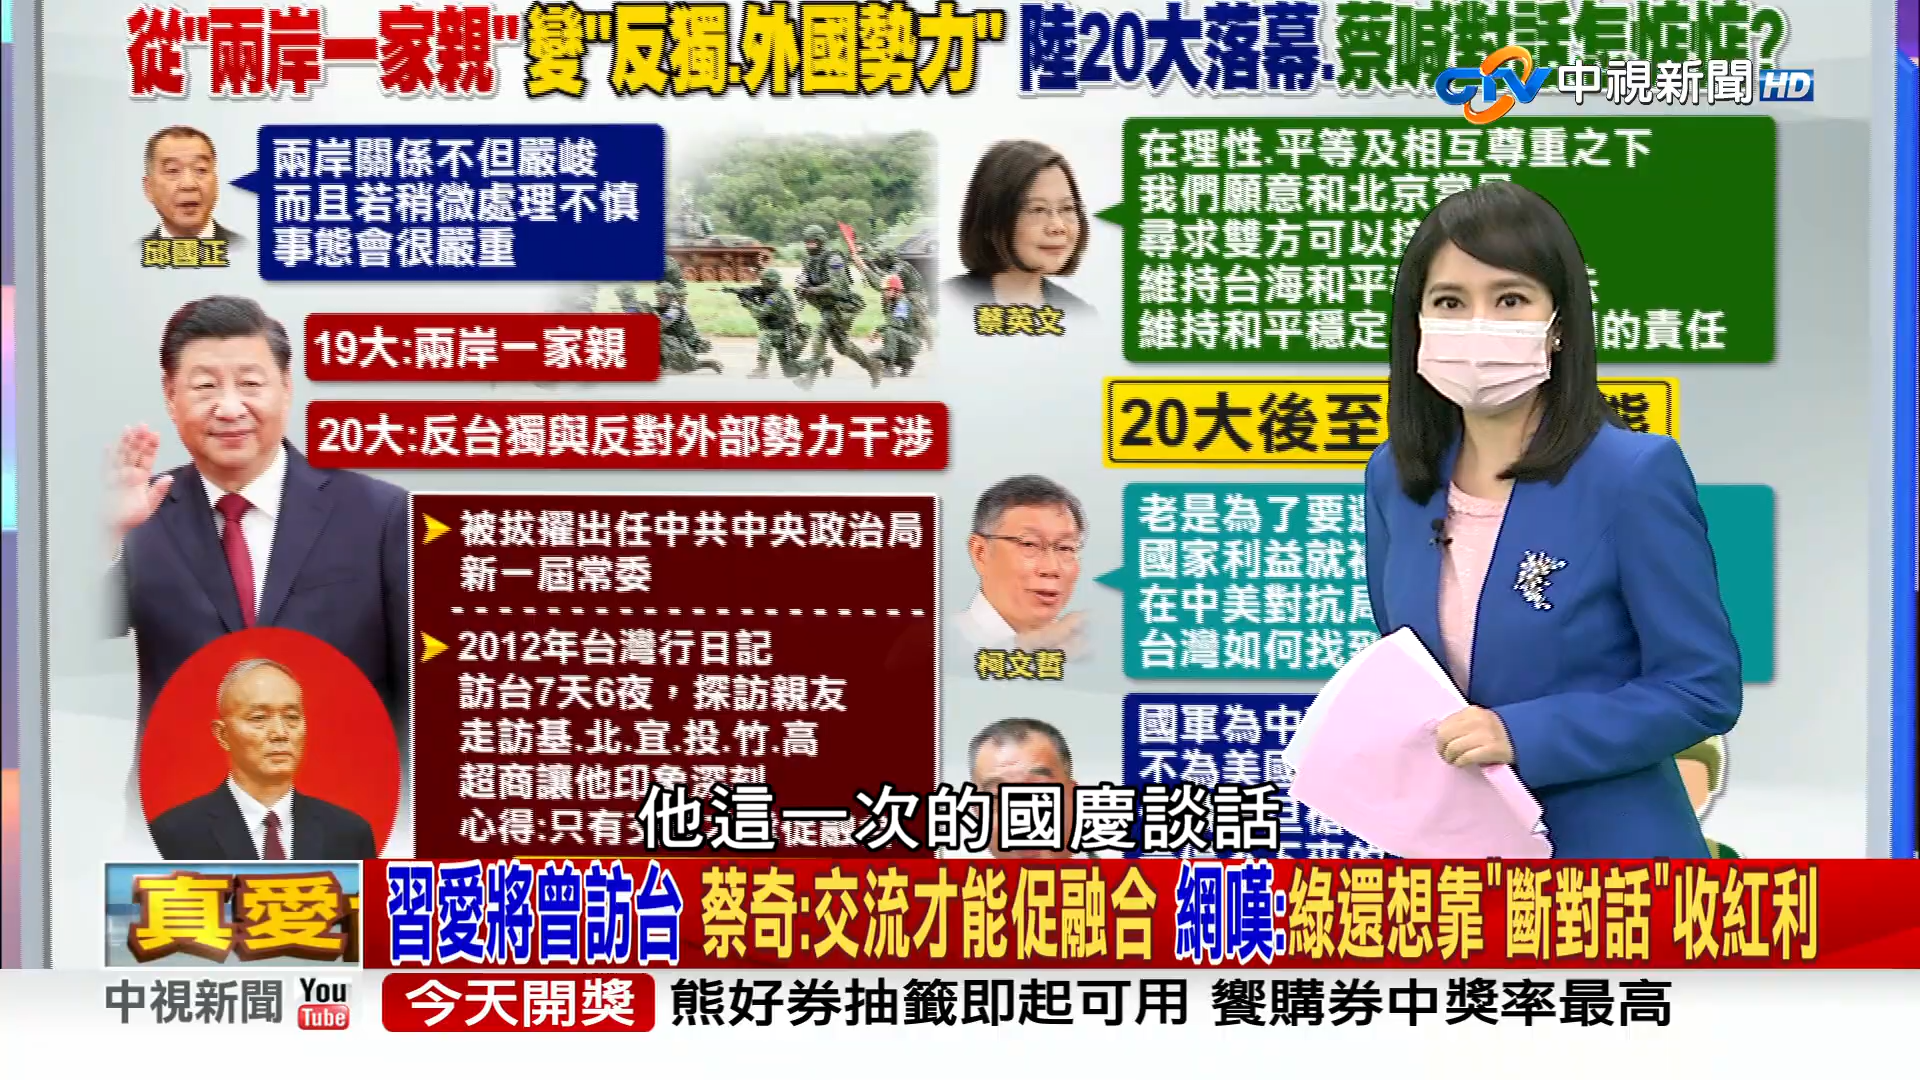 從"兩岸一家親"變"反獨.外國勢力" 陸20大落幕.蔡喊對話
CTV中視新聞HD
兩岸關係不但嚴峻
而且若稍微處理不慎
事態會很嚴重
邱國正
19大:兩岸一家親
20大:反台獨與反對外部勢力干涉
被拔擢出任中共中央政治局
新一屆常委
2012年台灣行日記
訪台7天6夜，探訪親友
走訪基.北.宜.投.竹.高
超商讓他印象深刻
心得:只有
在理性.平等及相互尊重之下
我們願意和北京當局
尋求雙方可以
維持台海和平
維持和平穩定
的責任
蔡英文
20大後至
老是為了要
國家利益就
在中美對抗
台灣如何找
柯文哲
國軍為中
不為美國
他這一次的國慶談話
真愛
習愛將曾訪台 蔡奇:交流才能促融合 網嘆:綠還想靠"斷對話"收紅利
中視新聞 YouTube
今天開獎 熊好券抽籤即起可用 饗購券中獎率最高